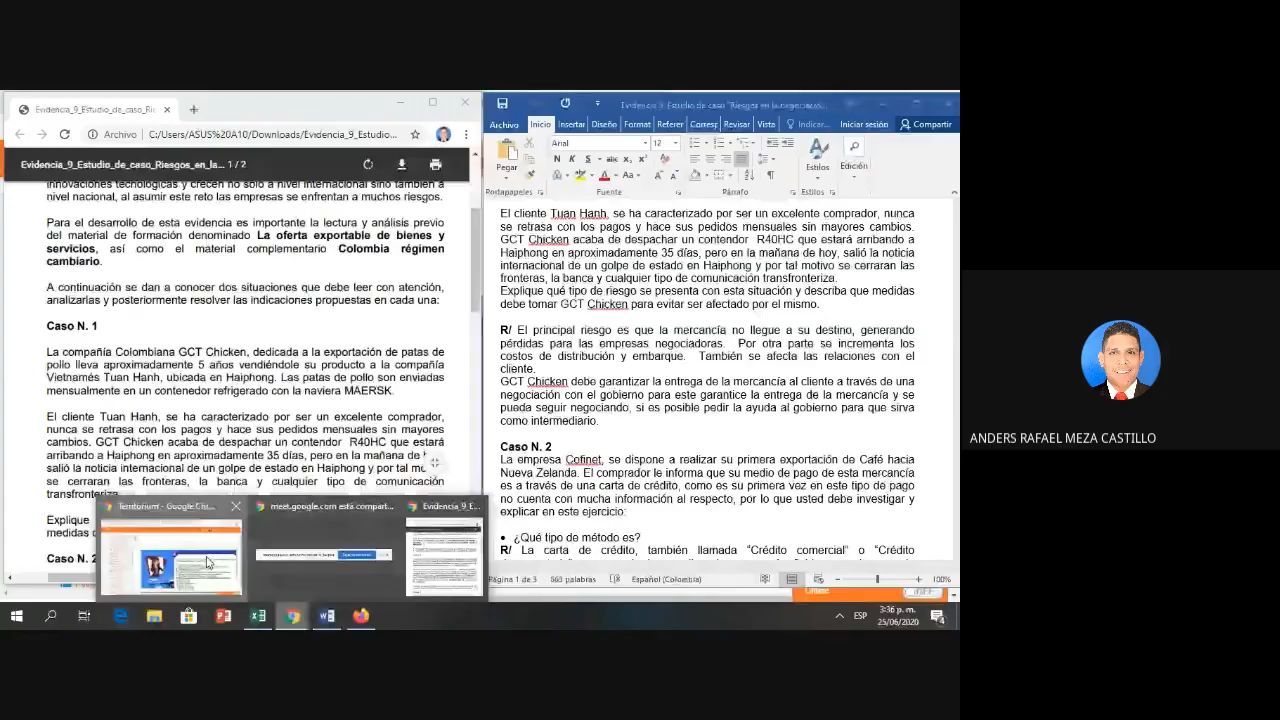 Evidencia_9_Estudio_de_caso_Ri
Archivo
C:/Users/ASUS%20A10/Downloads/Evidencia_9_Estudio...
Evidencia_9_Estudio_de_caso_Riesgos_en_la... 1 / 2
innovaciones tecnológicas y crecen no solo a nivel internacional sino también a
nivel nacional, al asumir este reto las empresas se enfrentan a muchos riesgos.
Para el desarrollo de esta evidencia es importante la lectura y análisis previo
del material de formación denominado La oferta exportable de bienes y
servicios, así como el material complementario Colombia régimen
cambiario.
A continuación se dan a conocer dos situaciones que debe leer con atención,
analizarlas y posteriormente resolver las indicaciones propuestas en cada una:
Caso N. 1
La compañía Colombiana GCT Chicken, dedicada a la exportación de patas de
pollo lleva aproximadamente 5 años vendiéndole su producto a la compañía
Vietnamés Tuan Hanh, ubicada en Haiphong. Las patas de pollo son enviadas
mensualmente en un contenedor refrigerado con la naviera MAERSK.
El cliente Tuan Hanh, se ha caracterizado por ser un excelente comprador,
nunca se retrasa con los pagos y hace sus pedidos mensuales sin mayores
cambios. GCT Chicken acaba de despachar un contendor R40HC que estará
arribando a Haiphong en aproximadamente 35 días, pero en la mañana de
salió la noticia internacional de un golpe de estado en Haiphong y por tal
se cerraran las fronteras, la banca y cualquier tipo de comunicación
transfronteriza
Explique
medidas
Caso N. 2
Territorium - Google Chr...
meet.google.com está compart...
Evidencia_9_E...
Evidencia 9. Estudio de caso "Riesgos en la negociación...
Archivo Inicio Insertar Diseño Format Referer Corresp Revisar Vista Indicar... Iniciar sesión Compartir
Pegar
Arial 12
N K S abc
Estilos
Edición
Portapapeles Fuente Párrafo Estilos
El cliente Tuan Hanh, se ha caracterizado por ser un excelente comprador, nunca
se retrasa con los pagos y hace sus pedidos mensuales sin mayores cambios.
GCT Chicken acaba de despachar un contendor R40HC que estará arribando a
Haiphong en aproximadamente 35 días, pero en la mañana de hoy, salió la noticia
internacional de un golpe de estado en Haiphong y por tal motivo se cerraran las
fronteras, la banca y cualquier tipo de comunicación transfronteriza.
Explique qué tipo de riesgo se presenta con esta situación y describa que medidas
debe tomar GCT Chicken para evitar ser afectado por el mismo.
R/ El principal riesgo es que la mercancía no llegue a su destino, generando
pérdidas para las empresas negociadoras. Por otra parte se incrementa los
costos de distribución y embarque. También se afecta las relaciones con el
cliente.
GCT Chicken debe garantizar la entrega de la mercancía al cliente a través de una
negociación con el gobierno para este garantice la entrega de la mercancía y se
pueda seguir negociando, si es posible pedir la ayuda al gobierno para que sirva
como intermediario.
Caso N. 2
La empresa Cofinet, se dispone a realizar su primera exportación de Café hacia
Nueva Zelanda. El comprador le informa que su medio de pago de esta mercancía
es a través de una carta de crédito, como es su primera vez en este tipo de pago
no cuenta con mucha información al respecto, por lo que usted debe investigar y
explicar en este ejercicio:
• ¿Qué tipo de método es?
R/ La carta de crédito, también llamada "Crédito comercial" o "Crédito
Página 1 de 3 563 palabras Español (Colombia) 100%
ESP
3:36 p. m.
25/06/2020
ANDERS RAFAEL MEZA CASTILLO